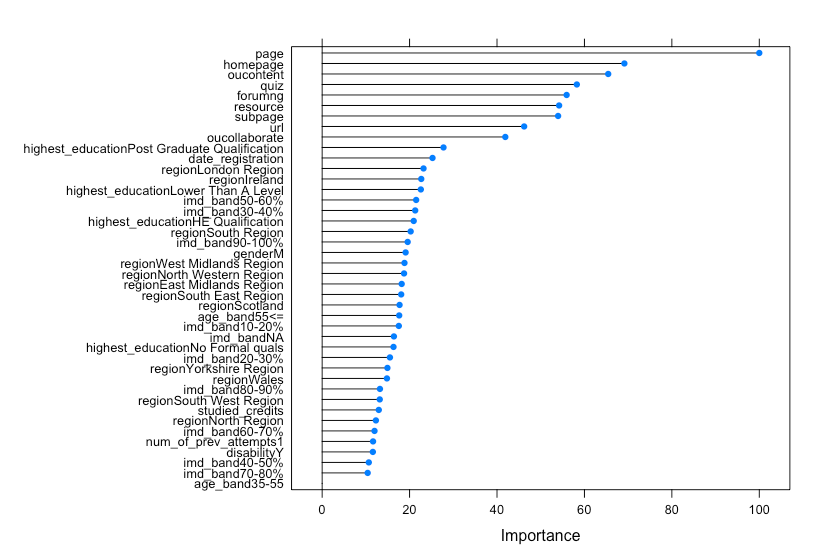 page
homepage
oucontent
quiz
forumng
resource
subpage
url
oucollaborate
highest_educationPost Graduate Qualification
date_registration
regionLondon Region
regionIreland
highest_educationLower Than A Level
imd_band50-60%
imd_band30-40%
highest_educationHE Qualification
regionSouth Region
imd_band90-100%
genderM
regionWest Midlands Region
regionNorth Western Region
regionEast Midlands Region
regionSouth East Region
regionScotland
age_band55<=
imd_band10-20%
imd_bandNA
highest_educationNo Formal quals
imd_band20-30%
regionYorkshire Region
regionWales
imd_band80-90%
regionSouth West Region
studied_credits
regionNorth Region
imd_band60-70%
num_of_prev_attempts1
disabilityY
imd_band40-50%
imd_band70-80%
age_band35-55
0 20 40 60 80 100
Importance